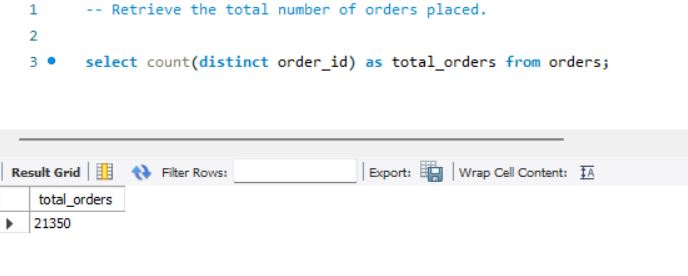 1 -- Retrieve the total number of orders placed.
2
3 select count(distinct order_id) as total_orders from orders;
Result Grid Filter Rows: Export: Wrap Cell Content: IA
total_orders
21350